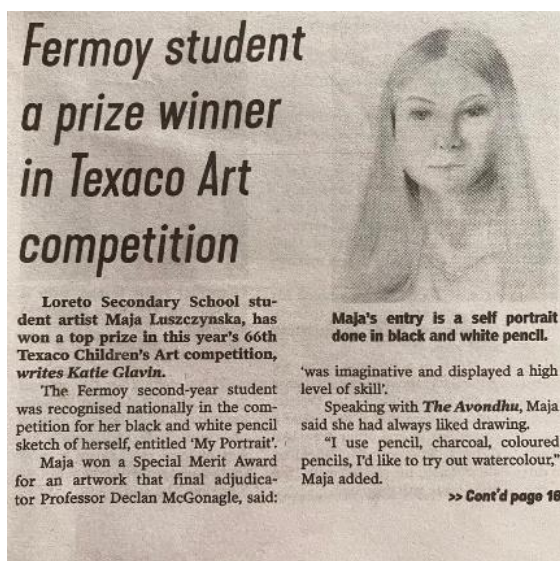 Fermoy student
a prize winner
in Texaco Art
competition
Loreto Secondary School stu-
dent artist Maja Luszczynska, has
won a top prize in this year's 66th
Texaco Children's Art competition,
writes Katie Glavin.
The Fermoy second-year student
was recognised nationally in the com-
petition for her black and white pencil
sketch of herself, entitled 'My Portrait'.
Maja won a Special Merit Award
for an artwork that final adjudica-
tor Professor Declan McGonagle, said:
Maja's entry is a self portrait
done in black and white pencil.
'was imaginative and displayed a high
level of skill'.
Speaking with The Avondhu, Maja
said she had always liked drawing.
"I use pencil, charcoal, coloured
pencils, I'd like to try out watercolour,"
Maja added.
>> Cont'd page 16